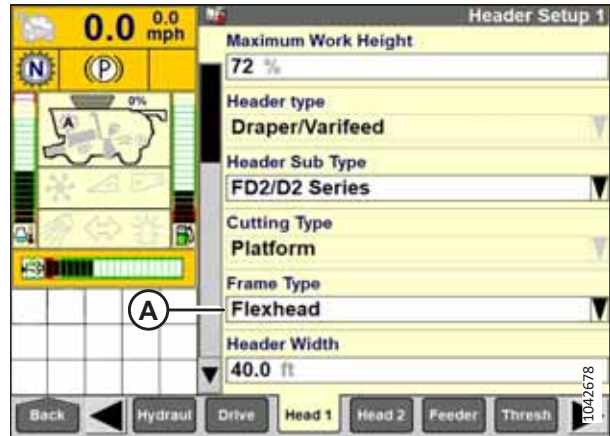 0.0 0.0 mph
Header Setup 1
N (P)
Maximum Work Height
72 %
0%
A
Header type
Draper/Varifeed
Header Sub Type
FD2/D2 Series
Cutting Type
Platform
Frame Type
A
Flexhead
Header Width
40.0 ft
Back Hydraul Drive Head 1 Head 2 Feeder Thresh
1042678